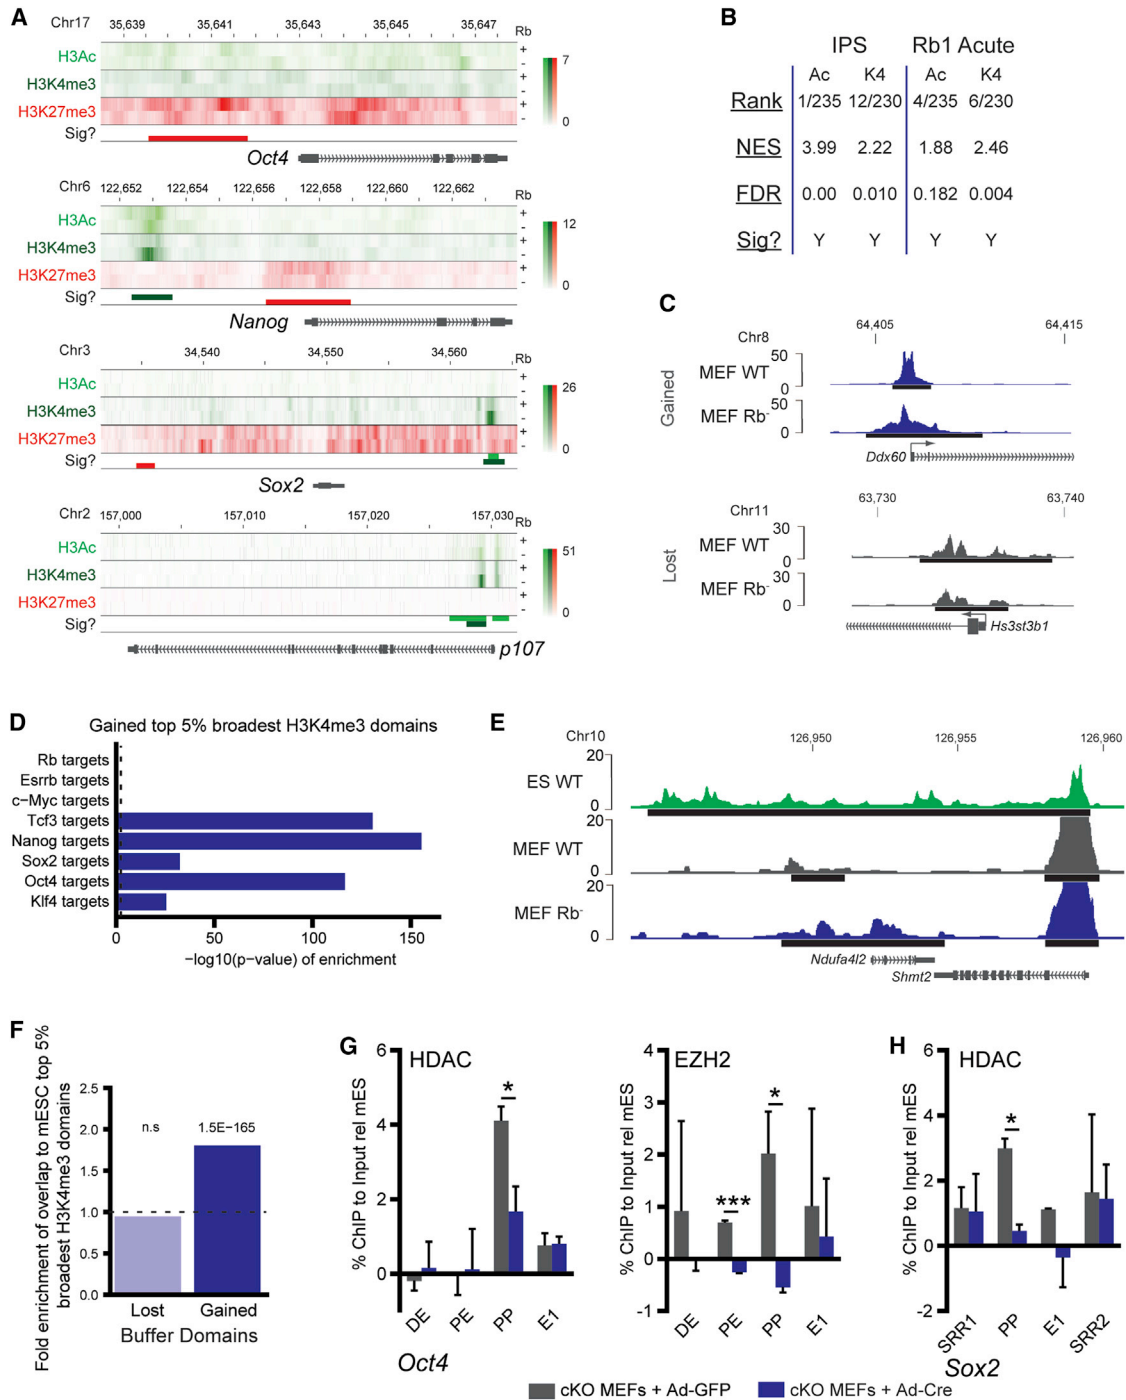 A
Chr17
35,639 35,641 35,643 35,645 35,647
Rb
H3Ac + -
H3K4me3 + -
H3K27me3 + -
Sig?
7
0
Oct4
Chr6
122,652 122,654 122,656 122,658 122,660 122,662
Rb
H3Ac + -
H3K4me3 + -
H3K27me3 + -
Sig?
12
0
Nanog
Chr3
34,540 34,550 34,560
Rb
H3Ac + -
H3K4me3 + -
H3K27me3 + -
Sig?
26
0
Sox2
Chr2
157,000 157,010 157,020 157,030
Rb
H3Ac + -
H3K4me3 + -
H3K27me3 + -
Sig?
51
0
p107
B
IPS Rb1 Acute
Ac K4 Ac K4
Rank 1/235 12/230 4/235 6/230
NES 3.99 2.22 1.88 2.46
FDR 0.00 0.010 0.182 0.004
Sig? Y Y Y Y
C
64,405 64,415
Chr8
Gained
MEF WT 50 0
MEF Rb- 50 0
Ddx60
63,730 63,740
Chr11
Lost
MEF WT 30 0
MEF Rb- 30 0
Hs3st3b1
D
Gained top 5% broadest H3K4me3 domains
Rb targets
Esrrb targets
c−Myc targets
Tcf3 targets
Nanog targets
Sox2 targets
Oct4 targets
Klf4 targets
0 50 100 150
−log10(p−value) of enrichment
E
Chr10
126,950 126,955 126,960
ES WT 20 0
MEF WT 20 0
MEF Rb- 20 0
Ndufa4l2
Shmt2
F
Fold enrichment of overlap to mESC top 5%
broadest H3K4me3 domains
2.5
2.0
1.5
1.0
0.5
0.0
n.s 1.5E−165
Lost Gained
Buffer Domains
G
HDAC
% ChIP to Input rel mES
6
4
2
0
*
DE PE PP E1
Oct4
EZH2
% ChIP to Input rel mES
4
3
2
1
0
-1
*** *
DE PE PP E1
H
HDAC
% ChIP to Input rel mES
6
4
2
0
-2
*
SRR1 PP E1 SRR2
Sox2
cKO MEFs + Ad-GFP cKO MEFs + Ad-Cre